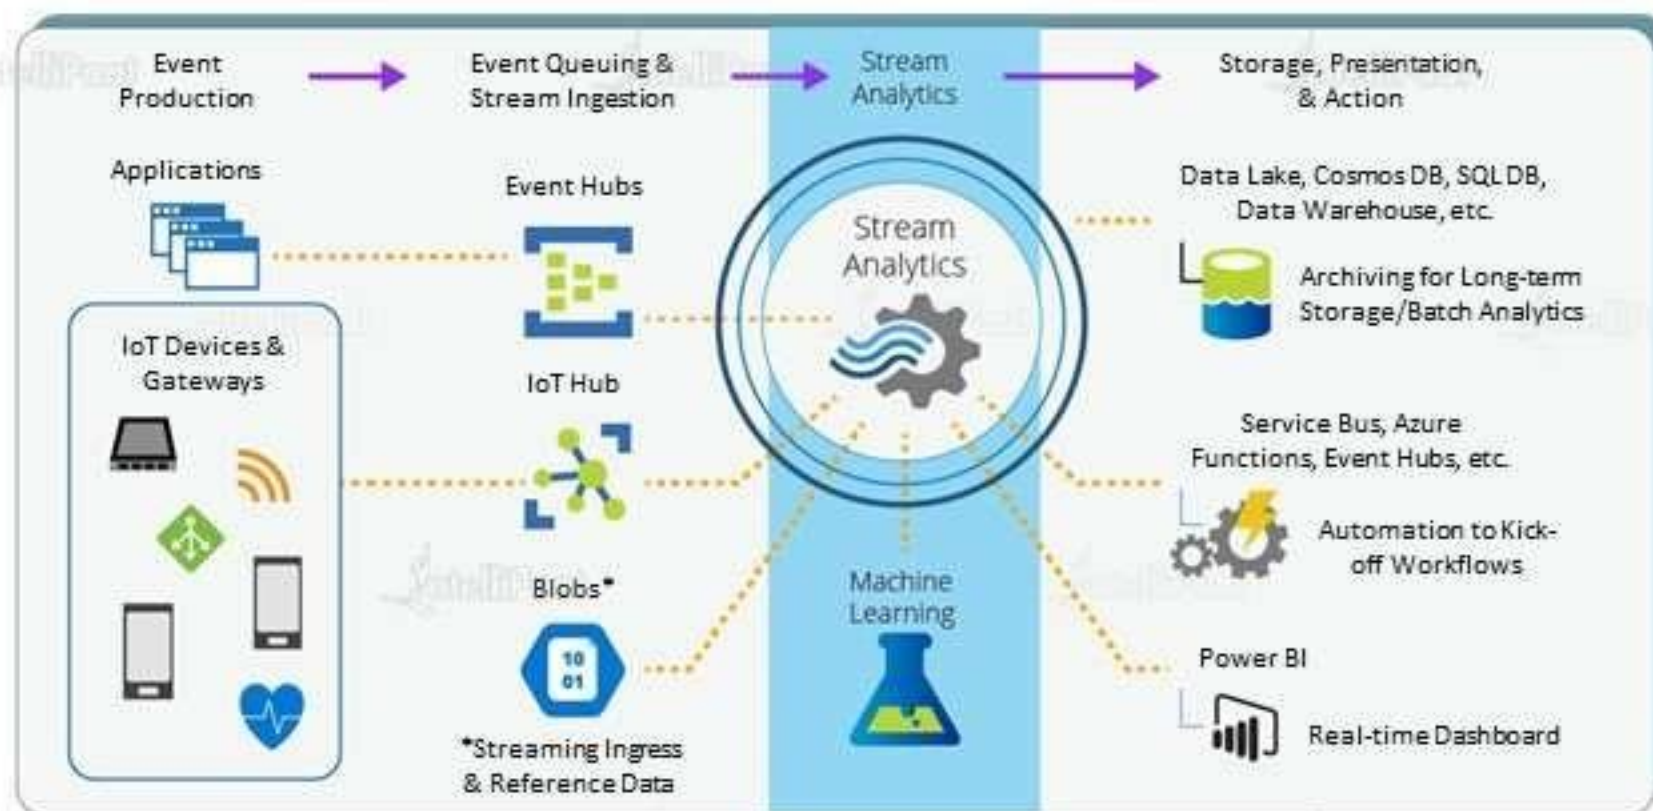 Event
Production
Event Queuing &
Stream Ingestion
Stream
Analytics
Storage, Presentation,
& Action
Applications
IoT Devices &
Gateways
Event Hubs
IoT Hub
Blobs*
10
01
*Streaming Ingress
& Reference Data
Stream
Analytics
Machine
Learning
Data Lake, Cosmos DB, SQL DB,
Data Warehouse, etc.
Archiving for Long-term
Storage/Batch Analytics
Service Bus, Azure
Functions, Event Hubs, etc.
Automation to Kick-
off Workflows
Power BI
Real-time Dashboard